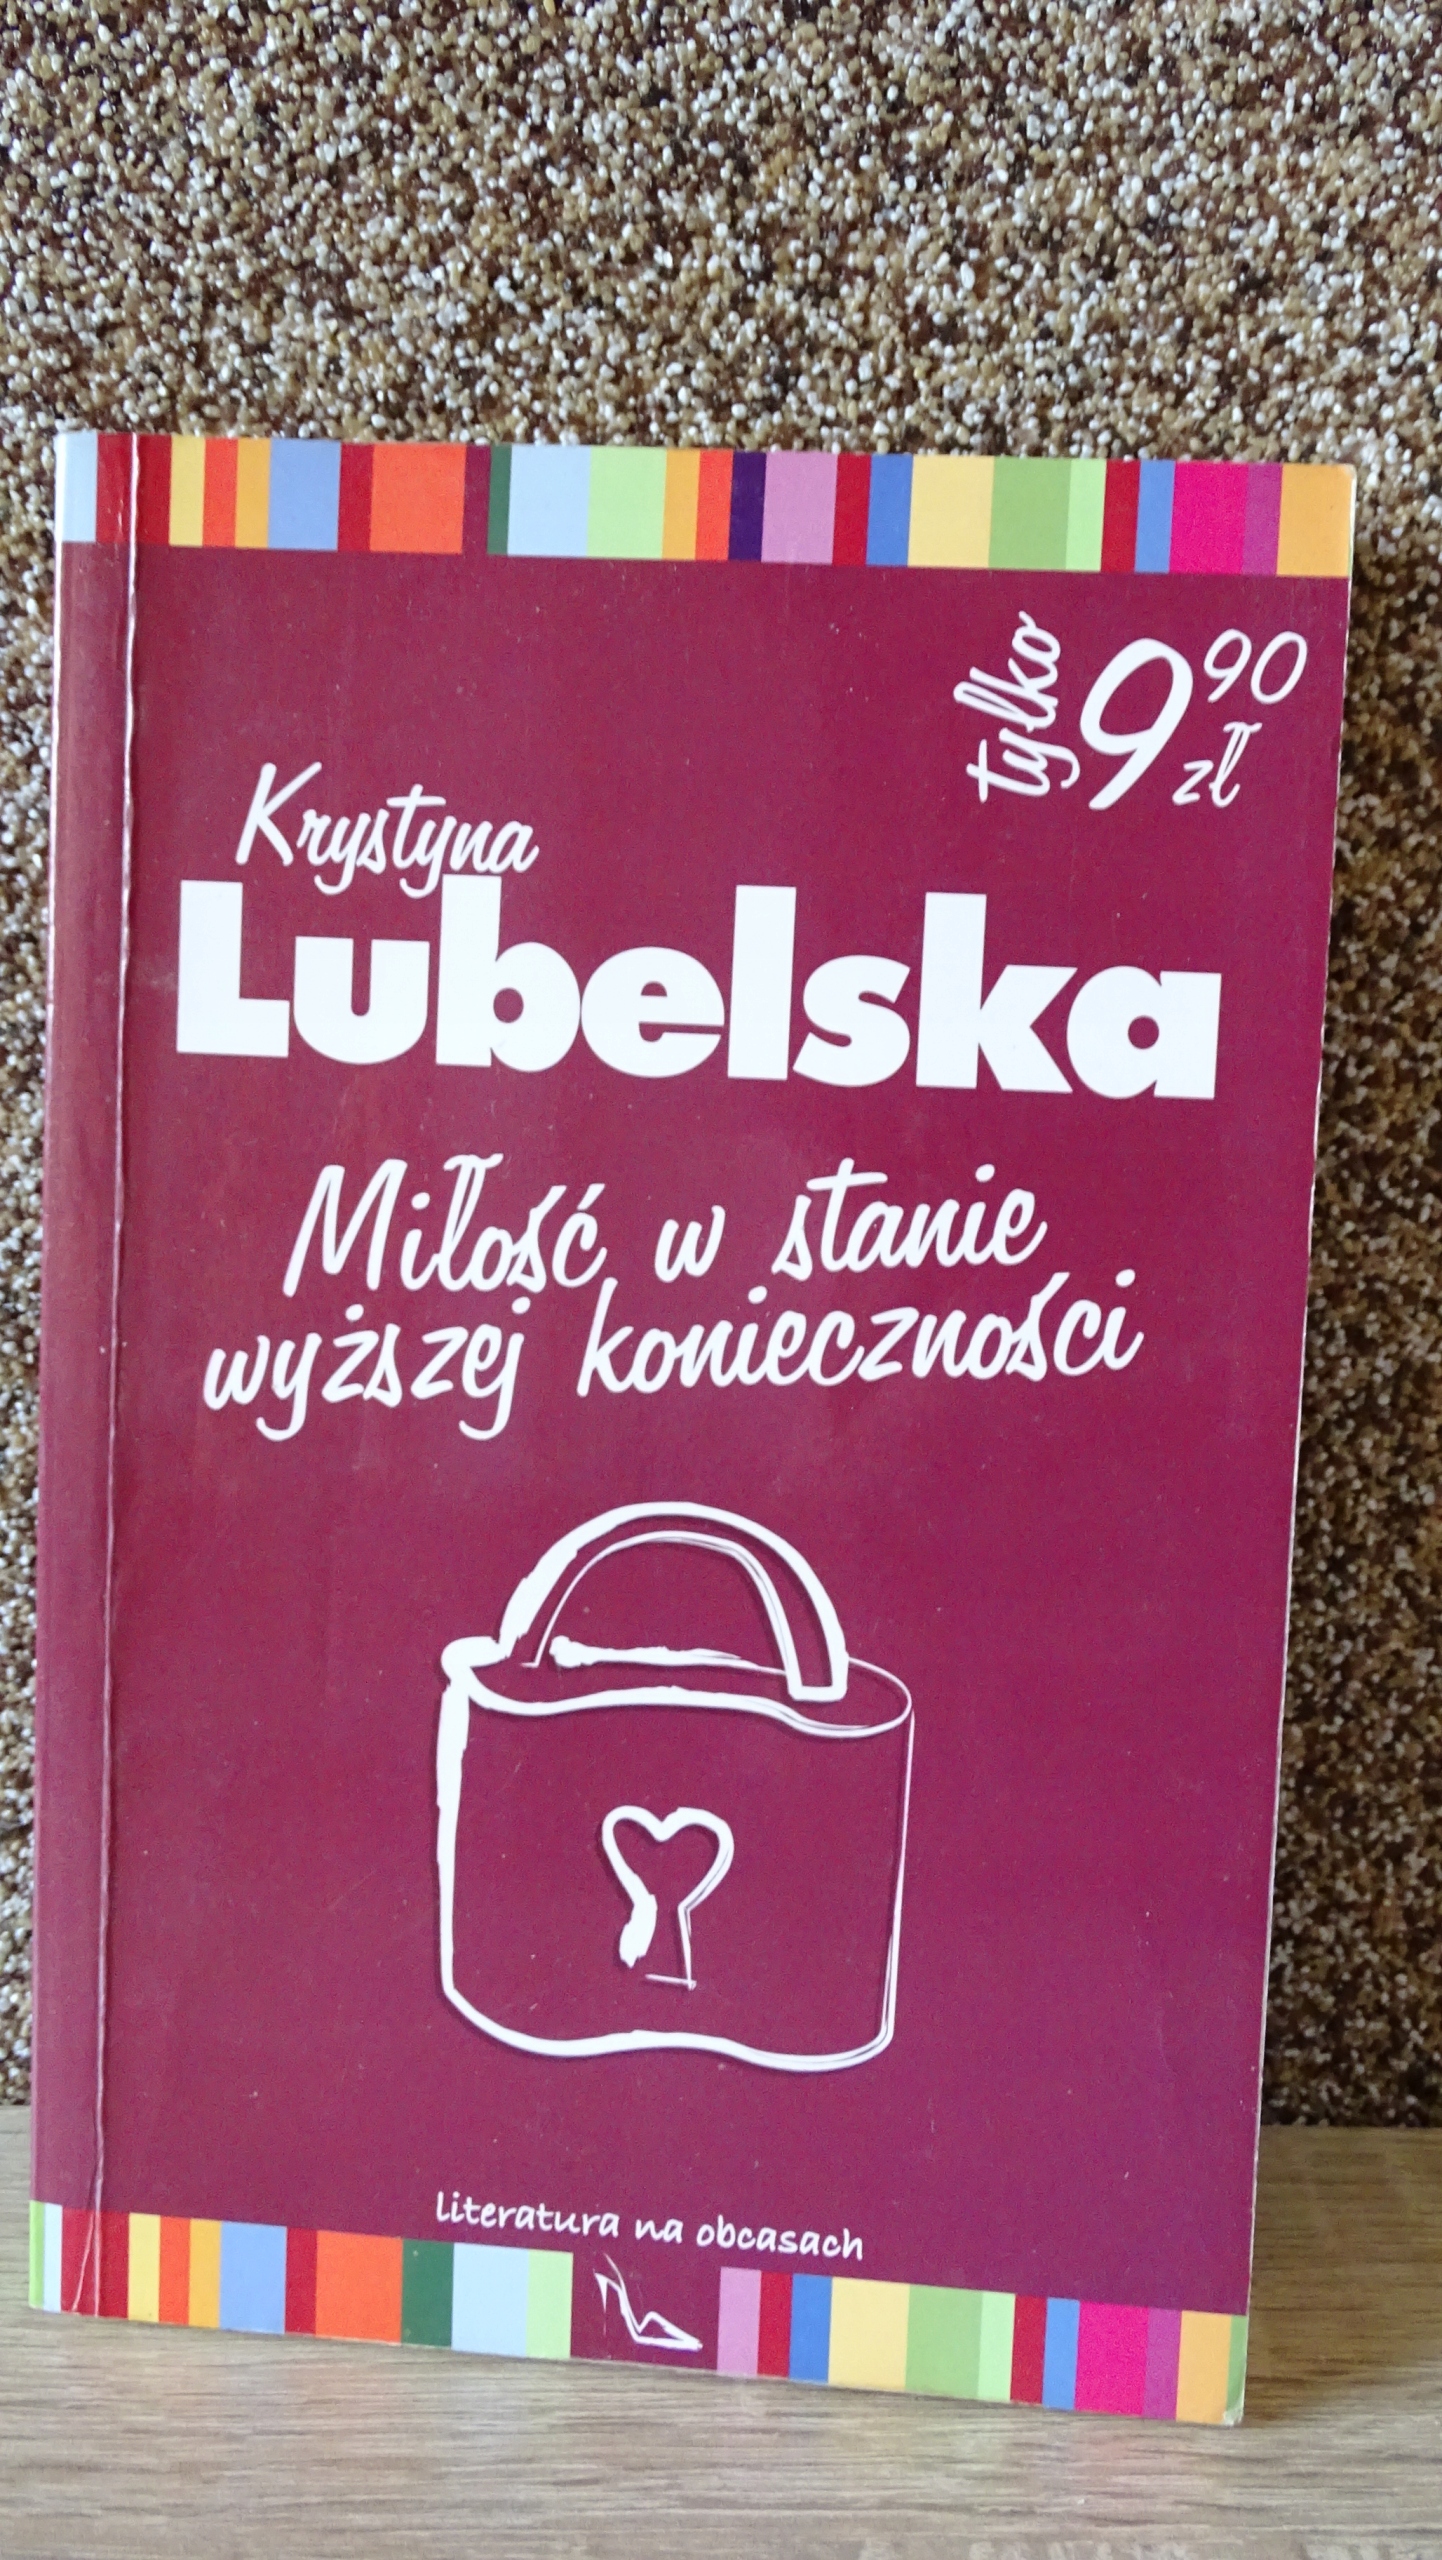 tylko 9 90 zł
Krystyna
Lubelska
Miłość w stanie
wyższej konieczności
literatura na obcasach